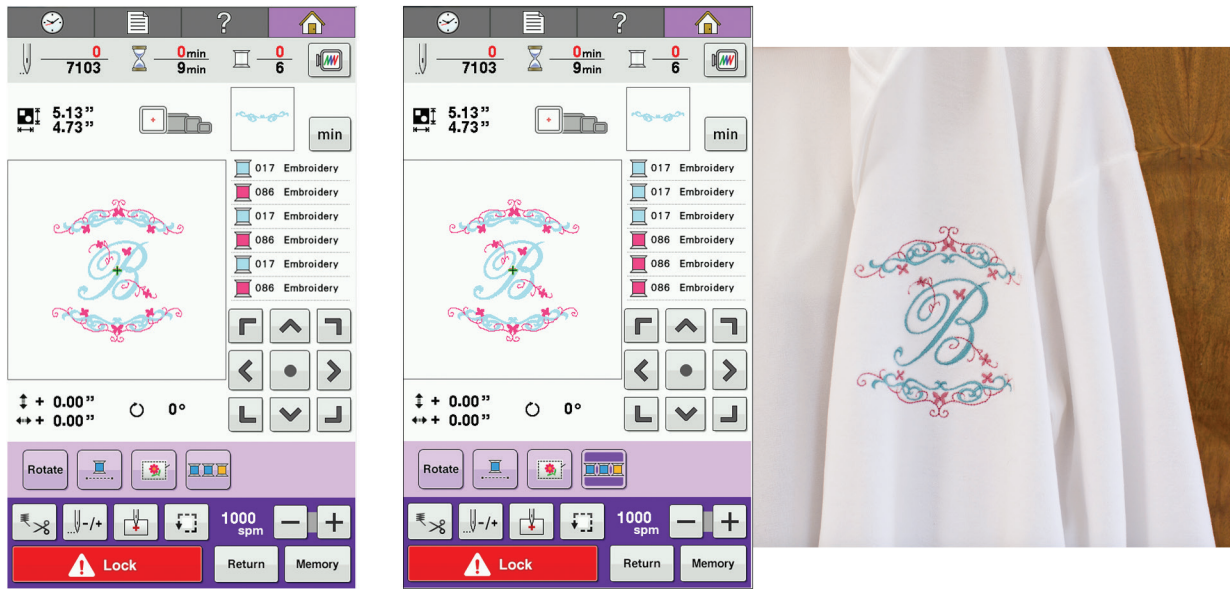 ?
0
7103
0min
9min
0
6
5.13"
4.73"
min
017 Embroidery
086 Embroidery
017 Embroidery
086 Embroidery
017 Embroidery
086 Embroidery
+ 0.00"
+ 0.00"
0°
Rotate
-/+
1000
spm
Lock
Return
Memory
?
0
7103
0min
9min
0
6
5.13"
4.73"
min
017 Embroidery
017 Embroidery
017 Embroidery
086 Embroidery
086 Embroidery
086 Embroidery
+ 0.00"
+ 0.00"
0°
Rotate
-/+
1000
spm
Lock
Return
Memory
B